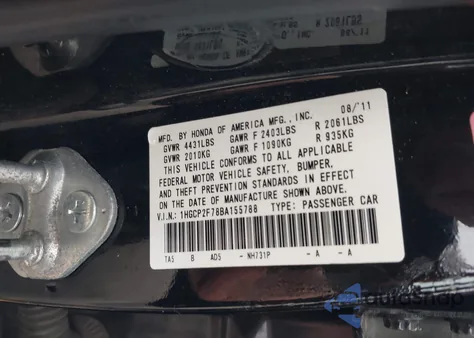 MFD. BY HONDA OF AMERICA MFG., INC. 08/'11
GVWR 4431LBS GAWR F 2403LBS R 2061LBS
GVWR 2010KG GAWR F 1090KG R 935KG
THIS VEHICLE CONFORMS TO ALL APPLICABLE
FEDERAL MOTOR VEHICLE SAFETY, BUMPER,
AND THEFT PREVENTION STANDARDS IN EFFECT
ON THE DATE OF MANUFACTURE SHOWN ABOVE.
V.I.N.: 1HGCP2F78BA155788 TYPE: PASSENGER CAR
TA5 B AD5 - NH731P - A - A
AutoSnap